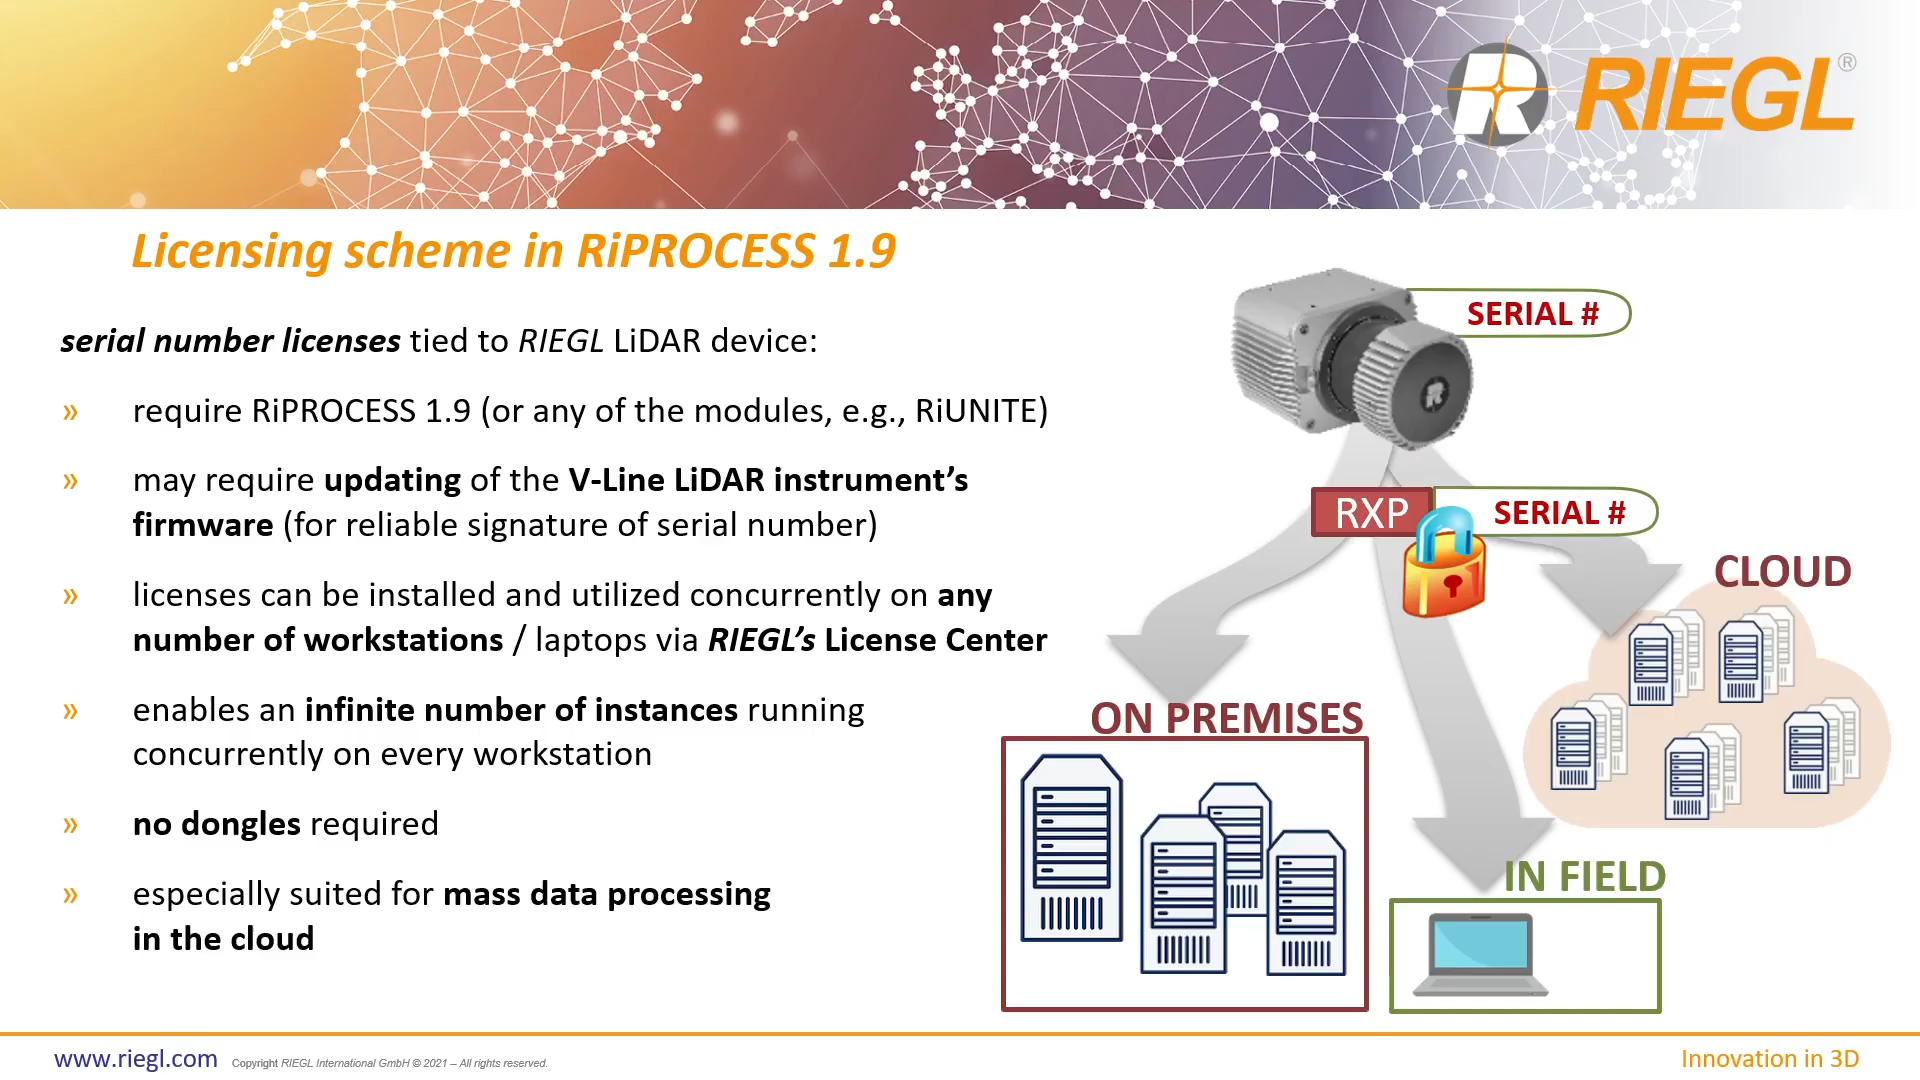 RIEGL®
Licensing scheme in RiPROCESS 1.9
serial number licenses tied to RIEGL LiDAR device:
» require RiPROCESS 1.9 (or any of the modules, e.g., RiUNITE)
» may require updating of the V-Line LiDAR instrument’s
firmware (for reliable signature of serial number)
» licenses can be installed and utilized concurrently on any
number of workstations / laptops via RIEGL’s License Center
» enables an infinite number of instances running
concurrently on every workstation
» no dongles required
» especially suited for mass data processing
in the cloud
SERIAL #
RXP
SERIAL #
CLOUD
ON PREMISES
IN FIELD
www.riegl.com
Copyright RIEGL International GmbH © 2021 – All rights reserved.
Innovation in 3D